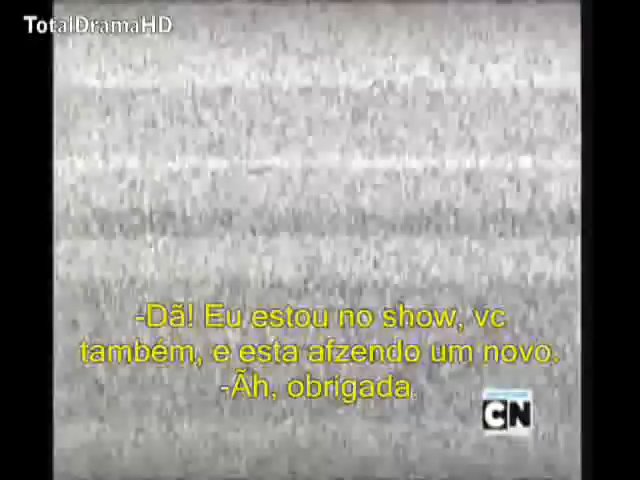 TotalDramaHD
-Dã! Eu estou no show, vc
também, e esta afzendo um novo.
-Ãh, obrigada
CN